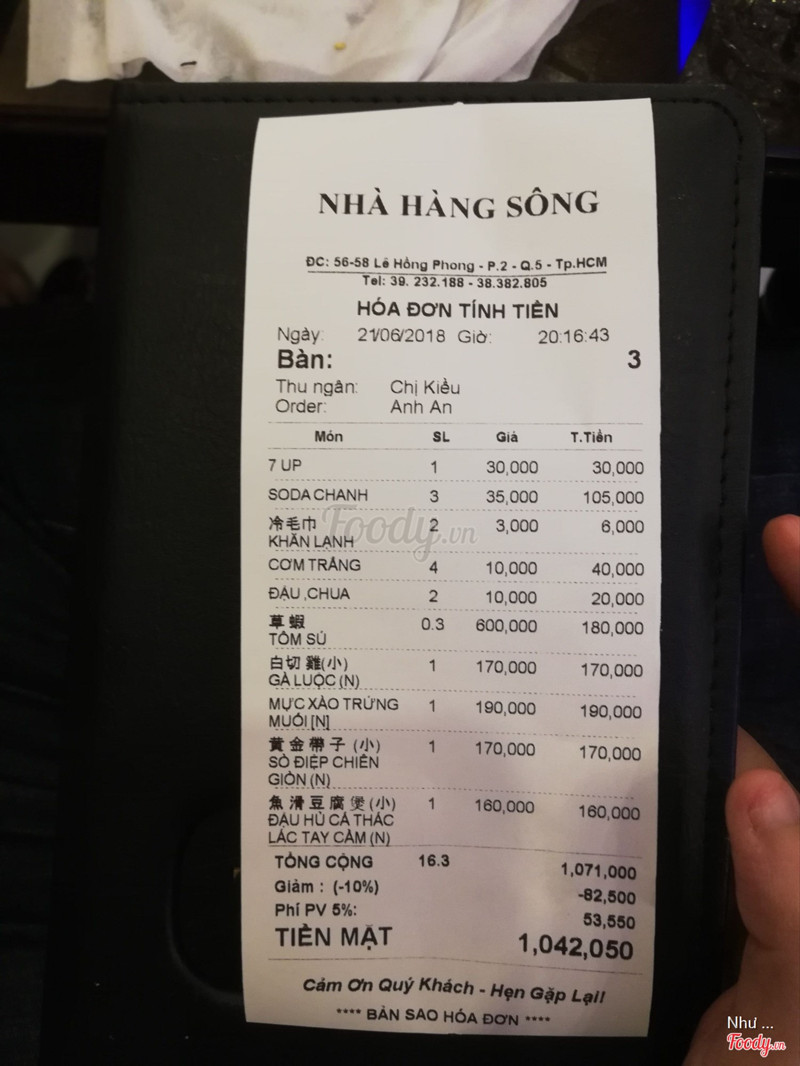 NHÀ HÀNG SÔNG
ĐC: 56-58 Lê Hồng Phong - P.2 - Q.5 - Tp.HCM
Tel: 39. 232.188 - 38.382.805
HÓA ĐƠN TÍNH TIỀN
Ngày: 21/06/2018 Giờ: 20:16:43
Bàn: 3
Thu ngân: Chị Kiều
Order: Anh An
Món SL Giá T.Tiền
7 UP 1 30,000 30,000
SODA CHANH 3 35,000 105,000
冷毛巾 2 3,000 6,000
KHĂN LẠNH
CƠM TRẮNG 4 10,000 40,000
ĐẬU ,CHUA 2 10,000 20,000
草蝦 0.3 600,000 180,000
TÔM SÚ
白切雞(小) 1 170,000 170,000
GÀ LUỘC (N)
MỰC XÀO TRỨNG 1 190,000 190,000
MUỐI [N]
黃金帶子 (小) 1 170,000 170,000
SÒ ĐIỆP CHIÊN
GIÒN (N)
魚滑豆腐煲(小) 1 160,000 160,000
ĐẬU HỦ CÁ THÁC
LÁC TAY CẦM (N)
TỔNG CỘNG 16.3 1,071,000
Giảm : (-10%) -82,500
Phí PV 5%: 53,550
TIỀN MẶT 1,042,050
Cảm Ơn Quý Khách - Hẹn Gặp Lại!
**** BẢN SAO HÓA ĐƠN ****
Foody.vn
Như ...
Foody.vn